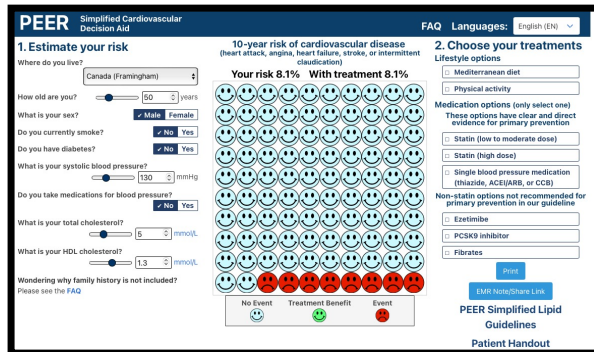 PEER Simplified Cardiovascular
Decision Aid
FAQ Languages: English (EN)
1. Estimate your risk
Where do you live?
Canada (Framingham)
How old are you? 50 years
What is your sex? ✓ Male Female
Do you currently smoke? ✓ No Yes
Do you have diabetes? ✓ No Yes
What is your systolic blood pressure?
130 mmHg
Do you take medications for blood pressure?
✓ No Yes
What is your total cholesterol?
5 mmol/L
What is your HDL cholesterol?
1.3 mmol/L
Wondering why family history is not included?
Please see the FAQ
10-year risk of cardiovascular disease
(heart attack, angina, heart failure, stroke, or intermittent
claudication)
Your risk 8.1% With treatment 8.1%
No Event Treatment Benefit Event
2. Choose your treatments
Lifestyle options
Mediterranean diet
Physical activity
Medication options (only select one)
These options have clear and direct
evidence for primary prevention
Statin (low to moderate dose)
Statin (high dose)
Single blood pressure medication
(thiazide, ACEI/ARB, or CCB)
Non-statin options not recommended for
primary prevention in our guideline
Ezetimibe
PCSK9 inhibitor
Fibrates
Print
EMR Note/Share Link
PEER Simplified Lipid
Guidelines
Patient Handout